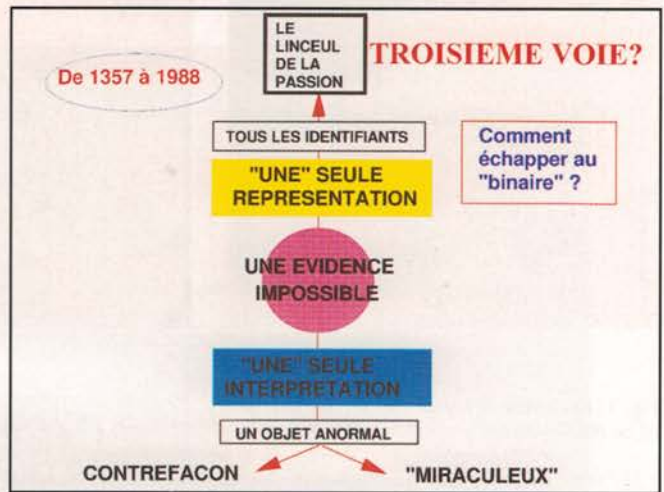 LE
LINCEUL
DE LA
PASSION
TROISIEME VOIE?
De 1357 à 1988
TOUS LES IDENTIFIANTS
Comment
échapper au
"binaire" ?
"UNE" SEULE
REPRESENTATION
UNE EVIDENCE
IMPOSSIBLE
"UNE" SEULE
INTERPRETATION
UN OBJET ANORMAL
CONTREFACON
"MIRACULEUX"